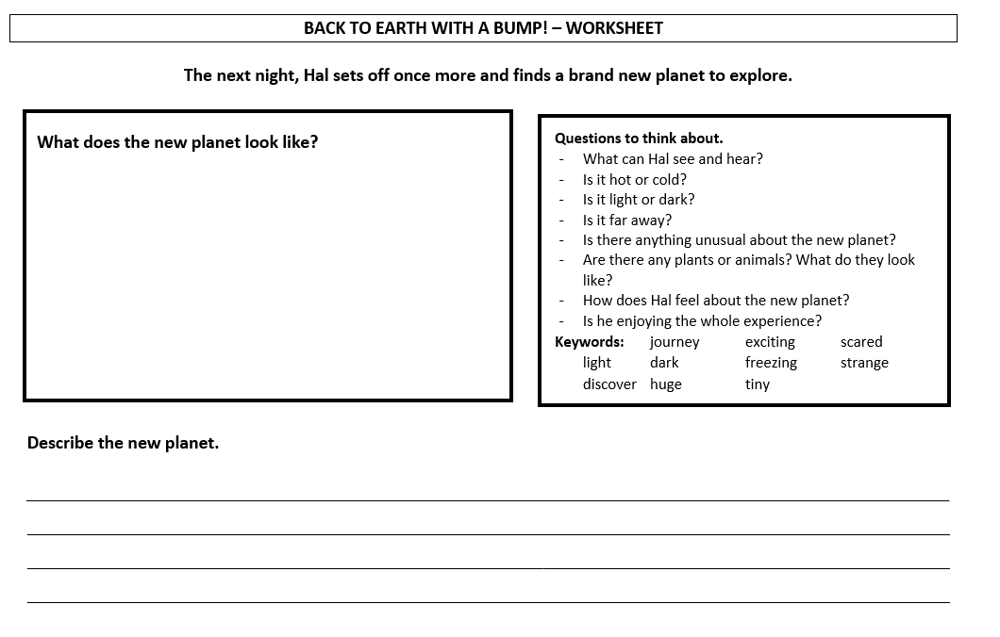 BACK TO EARTH WITH A BUMP! – WORKSHEET
The next night, Hal sets off once more and finds a brand new planet to explore.
What does the new planet look like?
Questions to think about.
- What can Hal see and hear?
- Is it hot or cold?
- Is it light or dark?
- Is it far away?
- Is there anything unusual about the new planet?
- Are there any plants or animals? What do they look
like?
- How does Hal feel about the new planet?
- Is he enjoying the whole experience?
Keywords: journey exciting scared
light dark freezing strange
discover huge tiny
Describe the new planet.